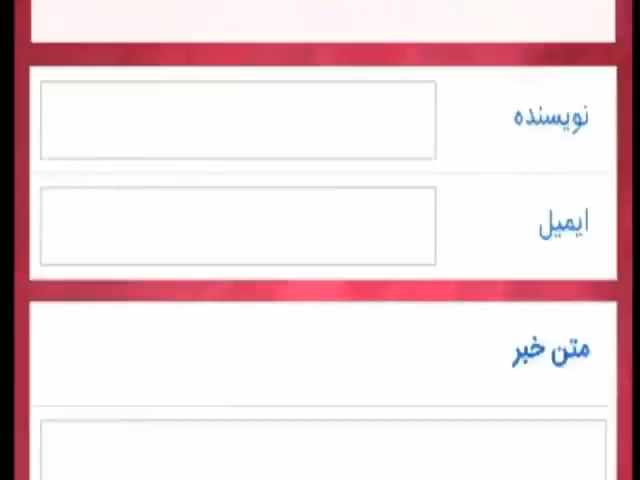 نویسنده
ایمیل
متن خبر